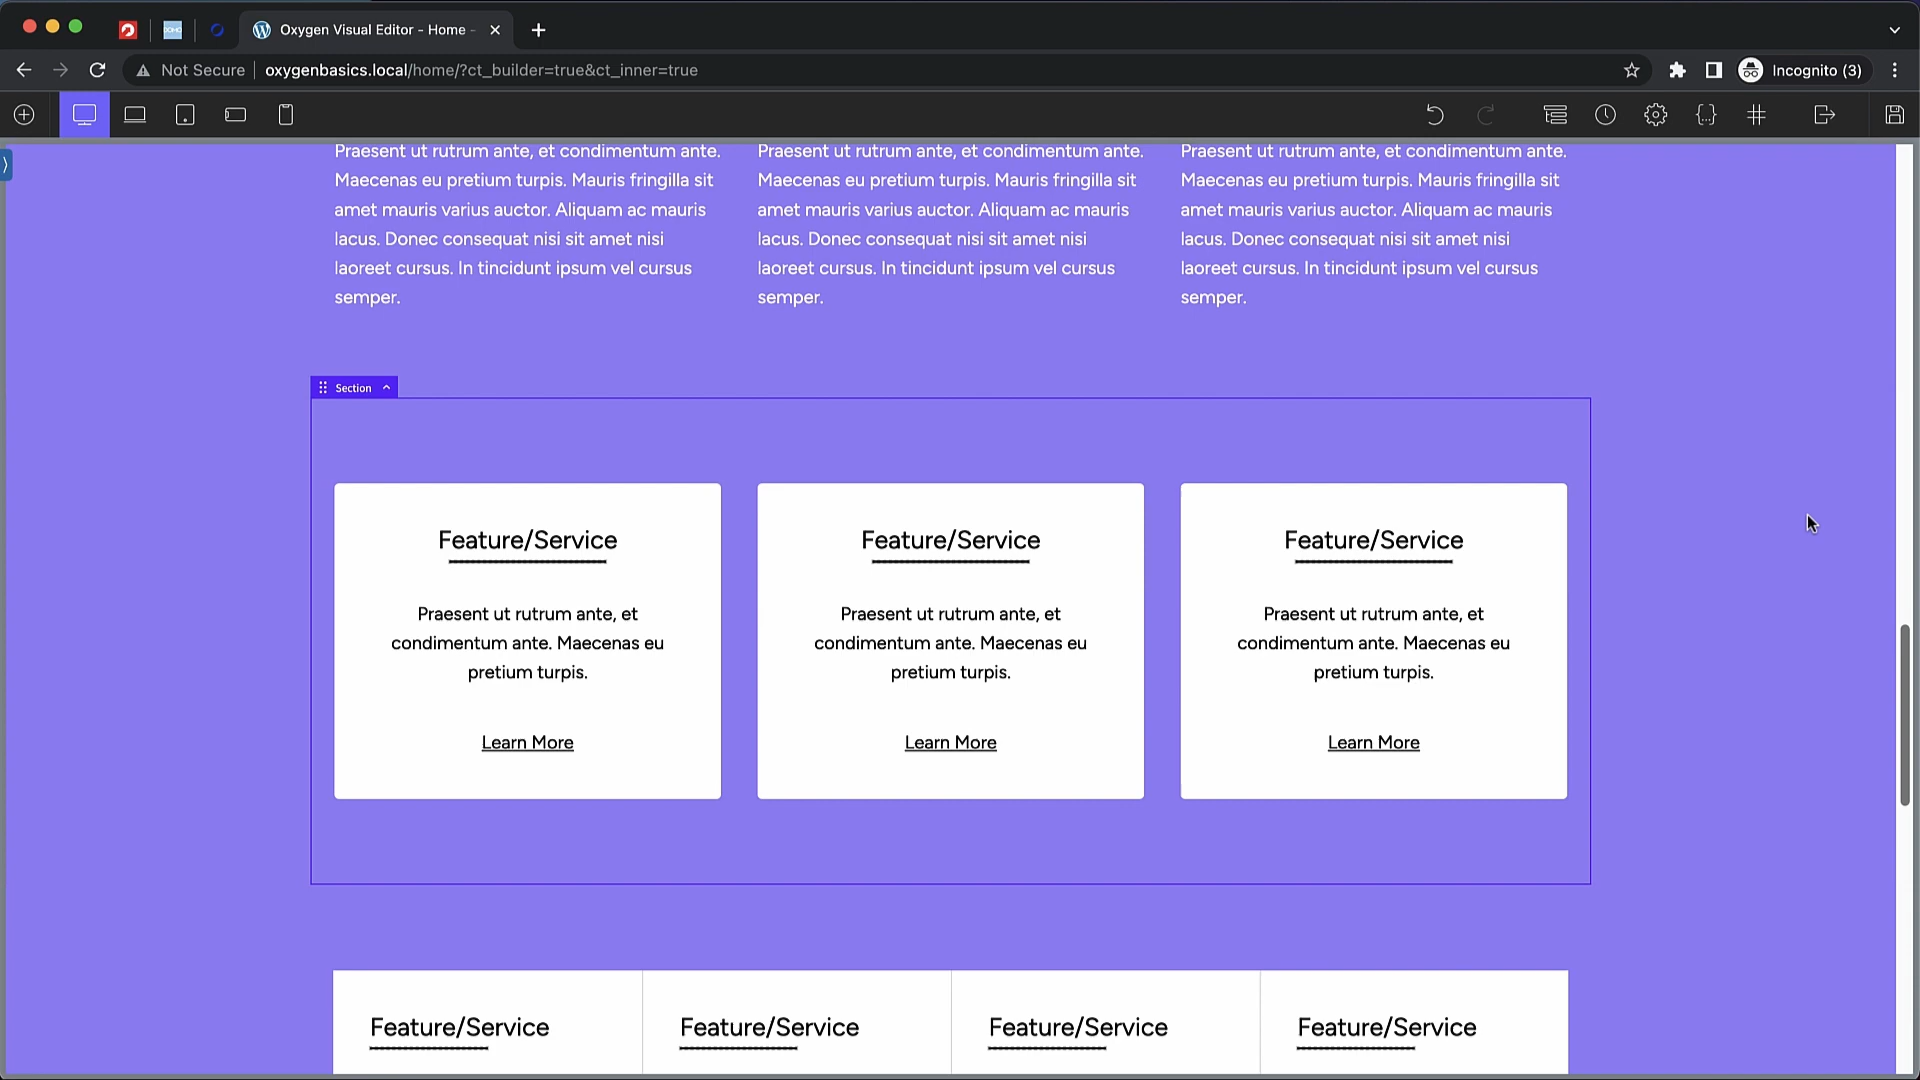 Oxygen Visual Editor - Home -
Not Secure
oxygenbasics.local/home/?ct_builder=true&ct_inner=true
Incognito (3)
Praesent ut rutrum ante, et condimentum ante.
Maecenas eu pretium turpis. Mauris fringilla sit
amet mauris varius auctor. Aliquam ac mauris
lacus. Donec consequat nisi sit amet nisi
laoreet cursus. In tincidunt ipsum vel cursus
semper.
Praesent ut rutrum ante, et condimentum ante.
Maecenas eu pretium turpis. Mauris fringilla sit
amet mauris varius auctor. Aliquam ac mauris
lacus. Donec consequat nisi sit amet nisi
laoreet cursus. In tincidunt ipsum vel cursus
semper.
Praesent ut rutrum ante, et condimentum ante.
Maecenas eu pretium turpis. Mauris fringilla sit
amet mauris varius auctor. Aliquam ac mauris
lacus. Donec consequat nisi sit amet nisi
laoreet cursus. In tincidunt ipsum vel cursus
semper.
Section
Feature/Service
Praesent ut rutrum ante, et
condimentum ante. Maecenas eu
pretium turpis.
Learn More
Feature/Service
Praesent ut rutrum ante, et
condimentum ante. Maecenas eu
pretium turpis.
Learn More
Feature/Service
Praesent ut rutrum ante, et
condimentum ante. Maecenas eu
pretium turpis.
Learn More
Feature/Service
Feature/Service
Feature/Service
Feature/Service